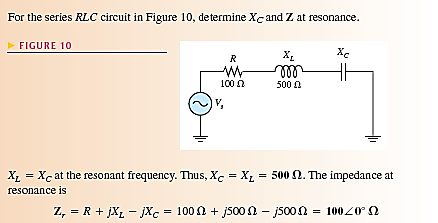 For the series RLC circuit in Figure 10, determine X_C and Z at resonance.
▶ FIGURE 10
R
X_L
X_C
100 Ω
500 Ω
V_s
X_L = X_C at the resonant frequency. Thus, X_C = X_L = 500 Ω. The impedance at
resonance is
Z_r = R + jX_L − jX_C = 100 Ω + j500 Ω − j500 Ω = 100∠0° Ω